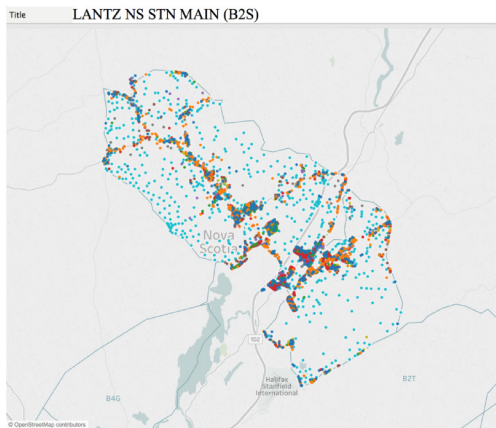 Title LANTZ NS STN MAIN (B2S)
Nova
Scotia
102
Halifax
Stanfield
International
B4G
B2T
© OpenStreetMap contributors